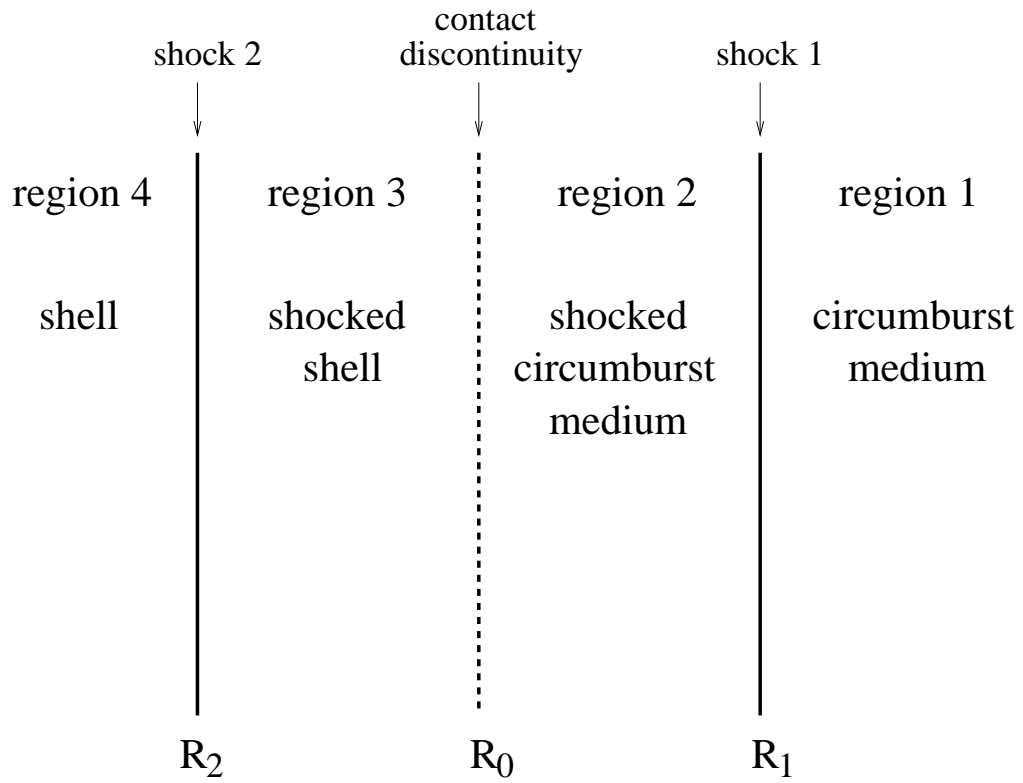 contact
shock 2
discontinuity
shock 1
region 4
region 3
region 2
region 1
shell
shocked
shell
shocked
circumburst
medium
circumburst
medium
R2
R0
R1